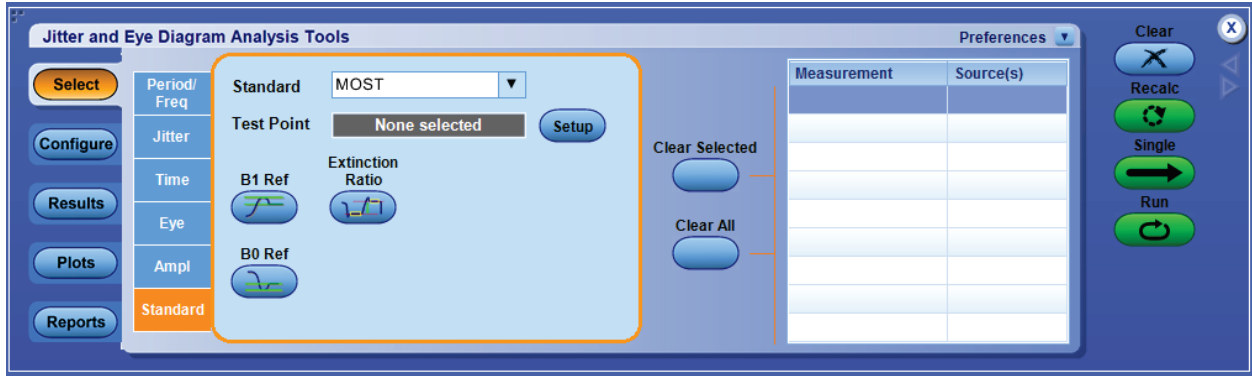 Jitter and Eye Diagram Analysis Tools
Preferences
Clear
X
Select
Configure
Results
Plots
Reports
Period/
Freq
Jitter
Time
Eye
Ampl
Standard
Standard
MOST
Test Point
None selected
Setup
B1 Ref
Extinction
Ratio
B0 Ref
Clear Selected
Clear All
Measurement
Source(s)
Recalc
Single
Run